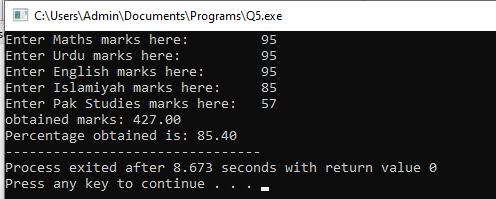 C:\Users\Admin\Documents\Programs\Q5.exe
Enter Maths marks here:         95
Enter Urdu marks here:          95
Enter English marks here:       95
Enter Islamiyah marks here:     85
Enter Pak Studies marks here:   57
obtained marks: 427.00
Percentage obtained is: 85.40
--------------------------------
Process exited after 8.673 seconds with return value 0
Press any key to continue . . .